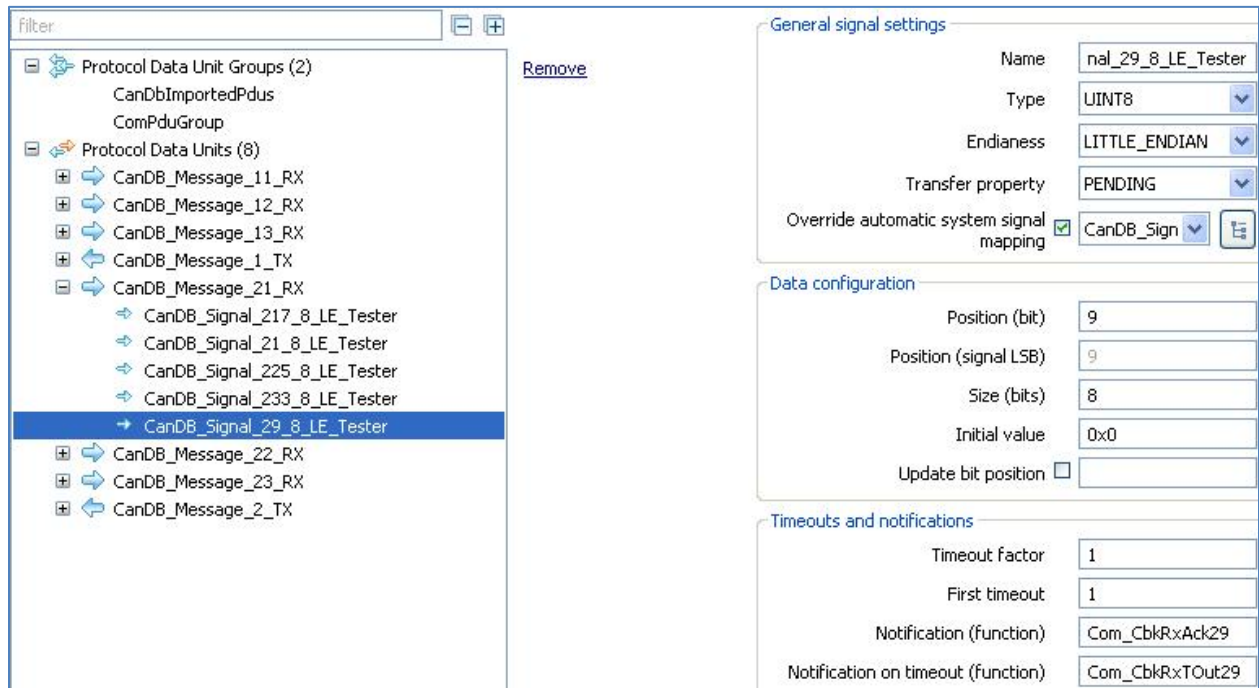 filter
Protocol Data Unit Groups (2)
CanDbImportedPdus
ComPduGroup
Protocol Data Units (8)
CanDB_Message_11_RX
CanDB_Message_12_RX
CanDB_Message_13_RX
CanDB_Message_1_TX
CanDB_Message_21_RX
CanDB_Signal_217_8_LE_Tester
CanDB_Signal_21_8_LE_Tester
CanDB_Signal_225_8_LE_Tester
CanDB_Signal_233_8_LE_Tester
CanDB_Signal_29_8_LE_Tester
CanDB_Message_22_RX
CanDB_Message_23_RX
CanDB_Message_2_TX
Remove
General signal settings
Name nal_29_8_LE_Tester
Type UINT8
Endianess LITTLE_ENDIAN
Transfer property PENDING
Override automatic system signal
mapping CanDB_Sign
Data configuration
Position (bit) 9
Position (signal LSB) 9
Size (bits) 8
Initial value 0x0
Update bit position
Timeouts and notifications
Timeout factor 1
First timeout 1
Notification (function) Com_CbkRxAck29
Notification on timeout (function) Com_CbkRxTOut29